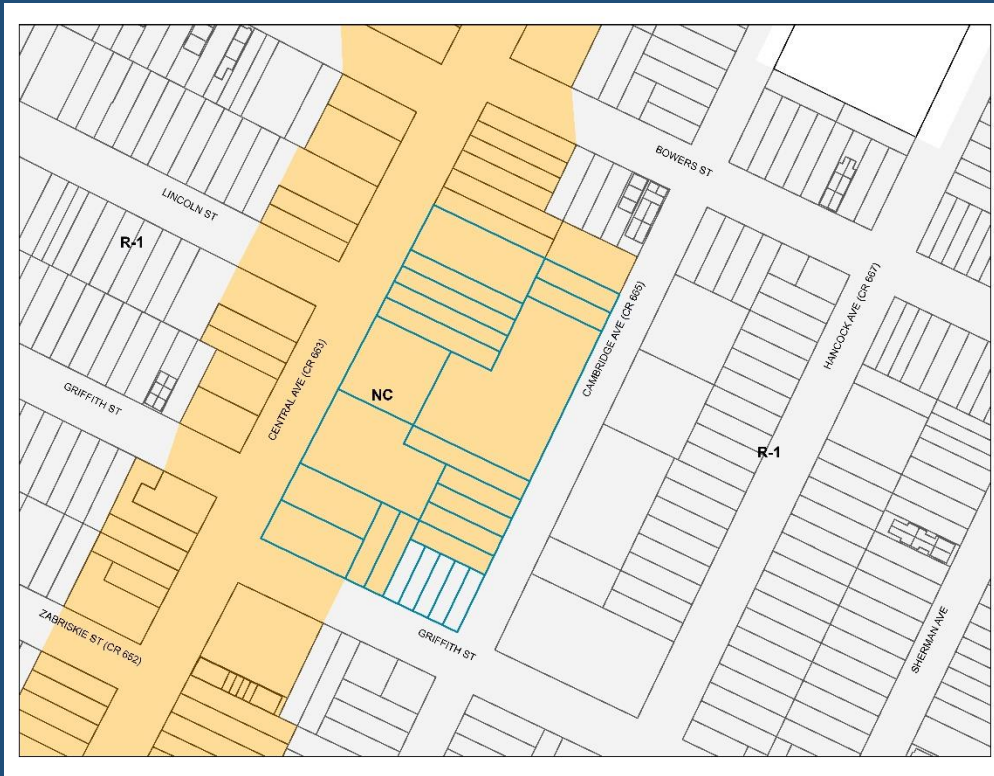 BOWERS ST
LINCOLN ST
R-1
CAMBRIDGE AVE (CR 665)
HANCOCK AVE (CR 667)
CENTRAL AVE (CR 663)
NC
GRIFFITH ST
R-1
ZABRISKIE ST (CR 652)
GRIFFITH ST
SHERMAN AVE